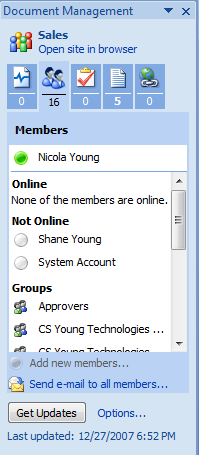 Document Management
Sales
Open site in browser
0 16 0 5 0
Members
Nicola Young
Online
None of the members are online.
Not Online
Shane Young
System Account
Groups
Approvers
CS Young Technologies ...
CS Young Technologies ...
Add new members...
Send e-mail to all members...
Get Updates Options...
Last updated: 12/27/2007 6:52 PM